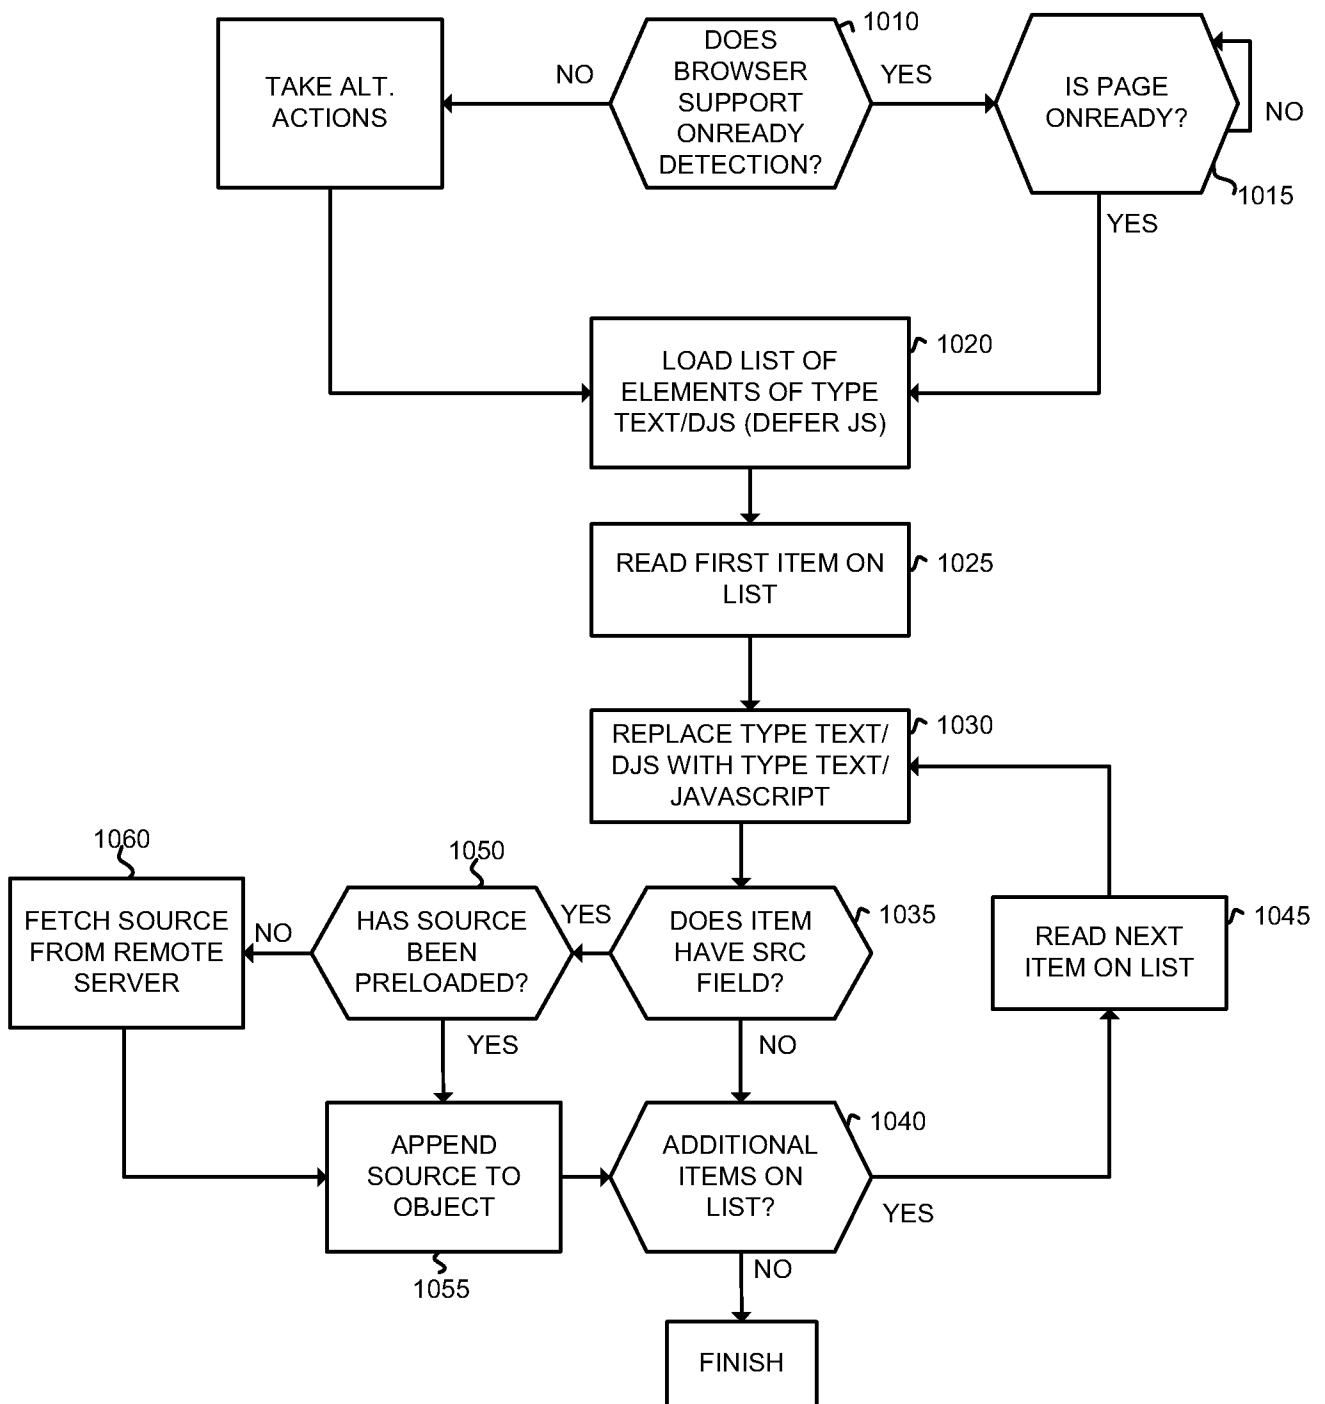 TAKE ALT.
ACTIONS
NO
DOES
BROWSER
SUPPORT
ONREADY
DETECTION?
1010
YES
IS PAGE
ONREADY?
NO
1015
YES
LOAD LIST OF
ELEMENTS OF TYPE
TEXT/DJS (DEFER JS)
1020
READ FIRST ITEM ON
LIST
1025
REPLACE TYPE TEXT/
DJS WITH TYPE TEXT/
JAVASCRIPT
1030
1060
FETCH SOURCE
FROM REMOTE
SERVER
NO
1050
HAS SOURCE
BEEN
PRELOADED?
YES
YES
DOES ITEM
HAVE SRC
FIELD?
1035
NO
READ NEXT
ITEM ON LIST
1045
APPEND
SOURCE TO
OBJECT
1055
ADDITIONAL
ITEMS ON
LIST?
1040
YES
NO
FINISH